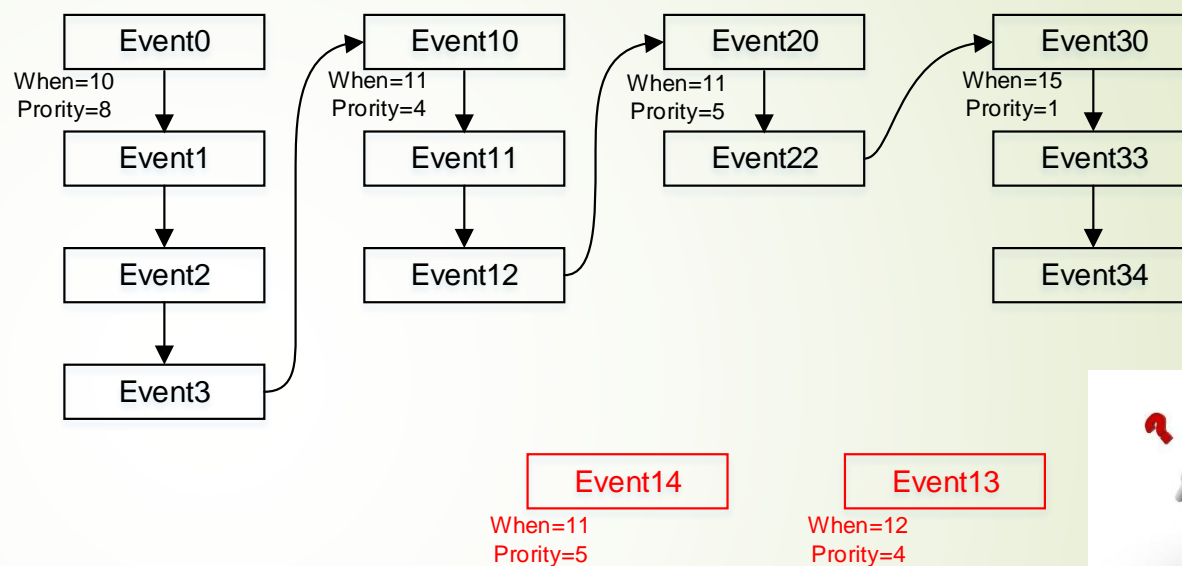 Event0
When=10
Prority=8
Event1
Event2
Event3
Event10
When=11
Prority=4
Event11
Event12
Event20
When=11
Prority=5
Event22
Event30
When=15
Prority=1
Event33
Event34
Event14
When=11
Prority=5
Event13
When=12
Prority=4